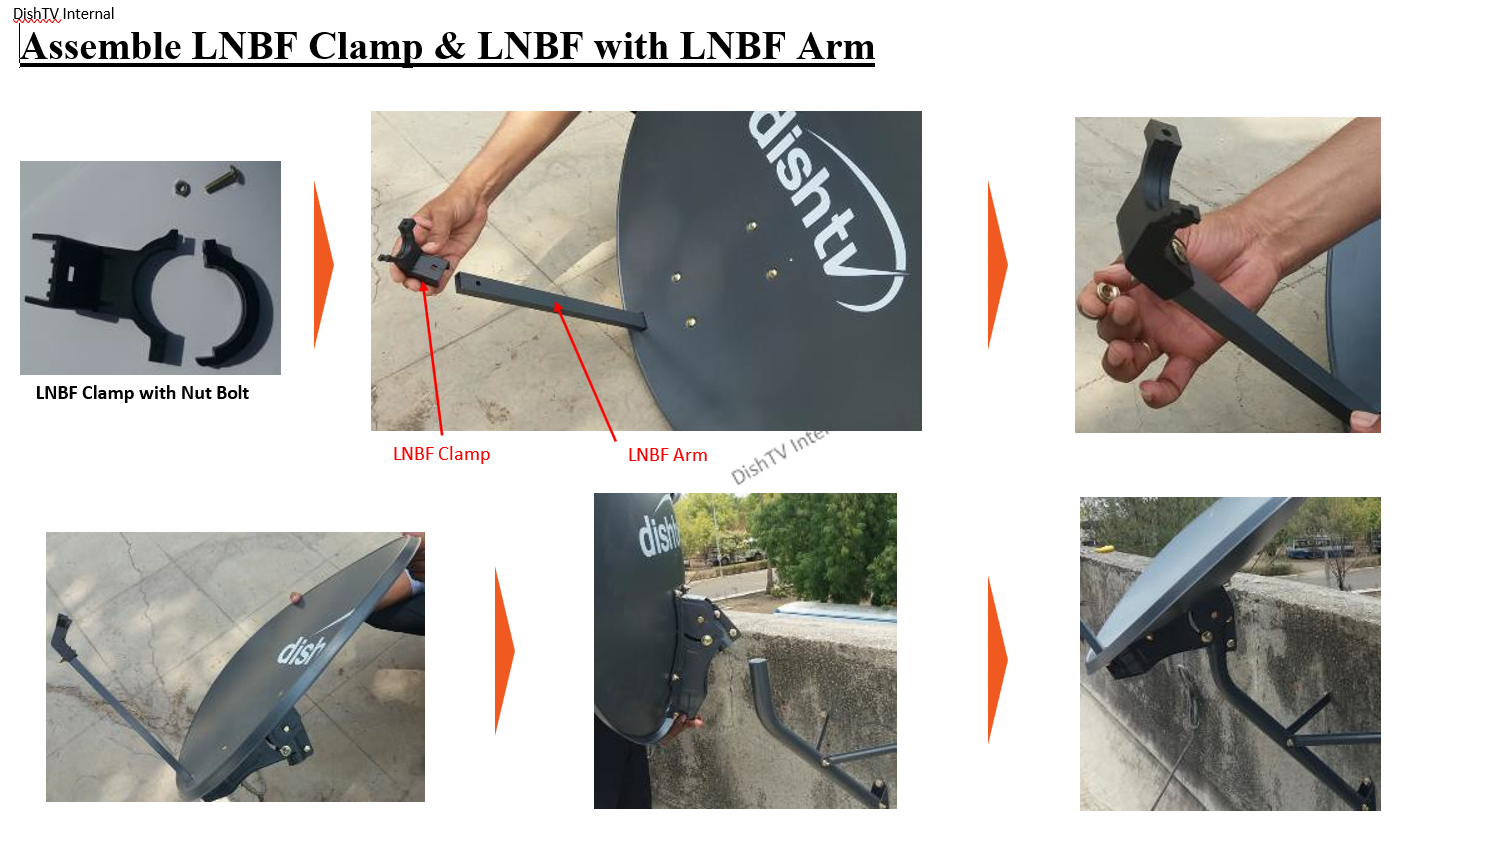 DishTV Internal
Assemble LNBF Clamp & LNBF with LNBF Arm
dishtv
LNBF Clamp with Nut Bolt
LNBF Clamp
LNBF Arm
DishTV Inter
dish
dish